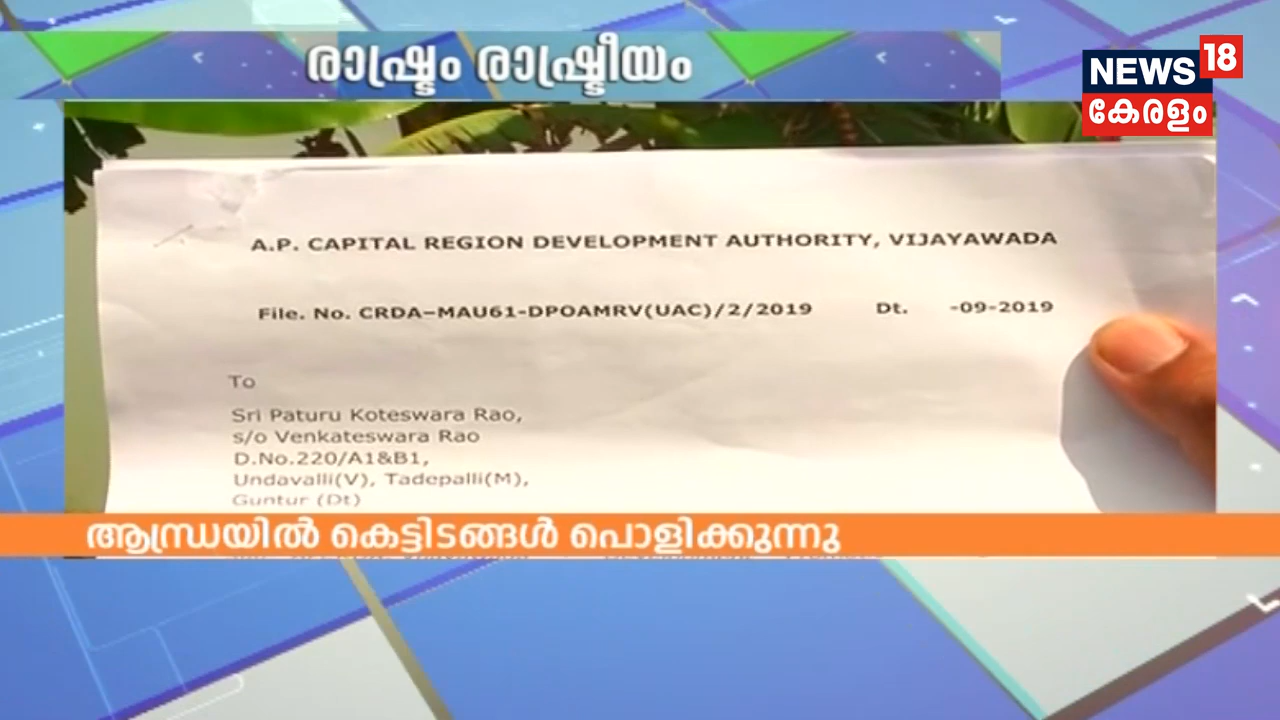 രാഷ്ട്രം രാഷ്ട്രീയം
NEWS 18
കേരളം
A.P. CAPITAL REGION DEVELOPMENT AUTHORITY, VIJAYAWADA
File. No. CRDA–MAU61-DPOAMRV(UAC)/2/2019 Dt. -09-2019
To
Sri Paturu Koteswara Rao,
s/o Venkateswara Rao
D.No.220/A1&B1,
Undavalli(V), Tadepalli(M),
Guntur (Dt)
ആന്ധ്രയിൽ കെട്ടിടങ്ങൾ പൊളിക്കുന്നു